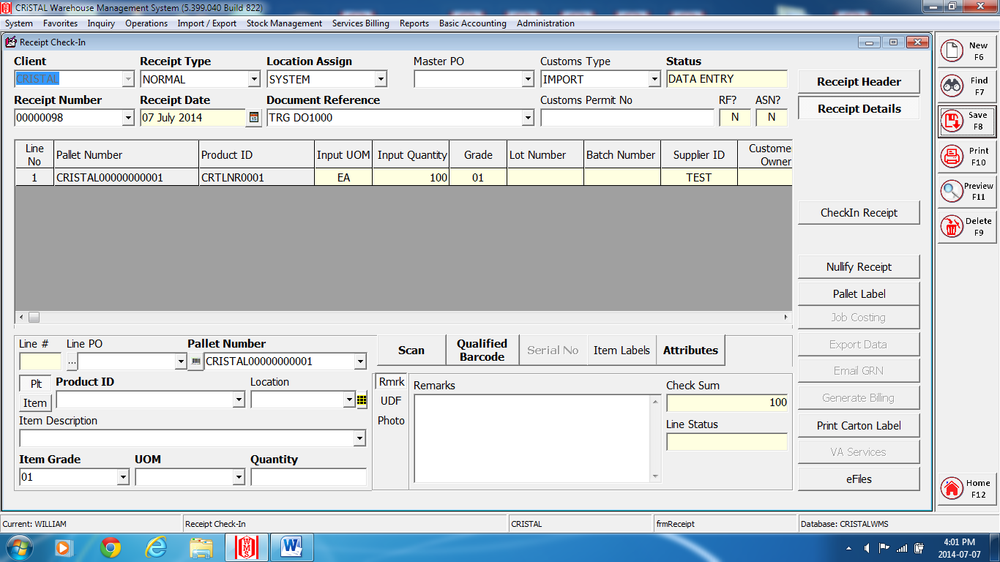 CRiSTAL Warehouse Management System (5.399.040 Build 822)
System Favorites Inquiry Operations Import / Export Stock Management Services Billing Reports Basic Accounting Administration
Receipt Check-In
Client Receipt Type Location Assign Master PO Customs Type Status
CRISTAL NORMAL SYSTEM IMPORT DATA ENTRY
Receipt Number Receipt Date Document Reference Customs Permit No RF? ASN?
00000098 07 July 2014 15 TRG DO1000 N N
Receipt Header
Receipt Details
Line No Pallet Number Product ID Input UOM Input Quantity Grade Lot Number Batch Number Supplier ID Custome Owner
1 CRISTAL00000000001 CRTLNR0001 EA 100 01 TEST
CheckIn Receipt
Nullify Receipt
Pallet Label
Job Costing
Export Data
Email GRN
Generate Billing
Print Carton Label
VA Services
eFiles
Line # Line PO Pallet Number
... CRISTAL00000000001
Scan Qualified Barcode Serial No Item Labels Attributes
Plt Product ID Location
Item
Item Description
Item Grade UOM Quantity
01
Rmrk
UDF
Photo
Remarks
Check Sum
100
Line Status
New F6
Find F7
Save F8
Print F10
Preview F11
Delete F9
Home F12
Current: WILLIAM Receipt Check-In CRISTAL frmReceipt Database: CRISTALWMS
WMS
W
4:01 PM
2014-07-07